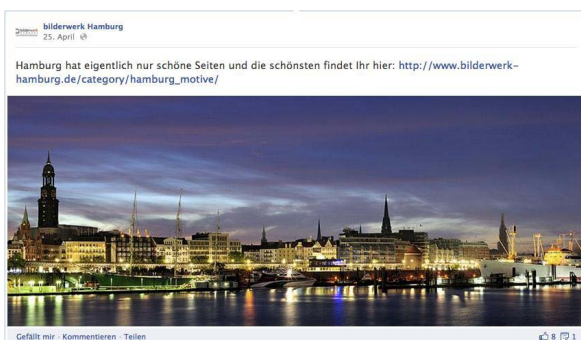 bilderwerk Hamburg
25. April
Hamburg hat eigentlich nur schöne Seiten und die schönsten findet Ihr hier: http://www.bilderwerk-
hamburg.de/category/hamburg_motive/
Gefällt mir · Kommentieren · Teilen
8 1